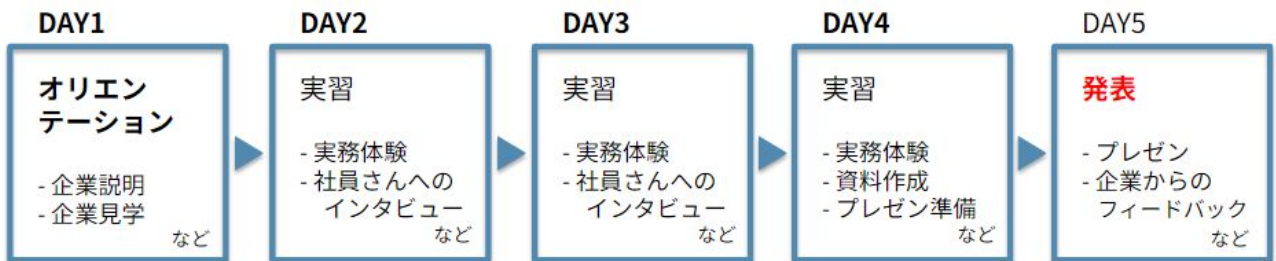 DAY1
オリエン
テーション
- 企業説明
- 企業見学
など
DAY2
実習
- 実務体験
- 社員さんへの
インタビュー
など
DAY3
実習
- 実務体験
- 社員さんへの
インタビュー
など
DAY4
実習
- 実務体験
- 資料作成
- プレゼン準備
など
DAY5
発表
- プレゼン
- 企業からの
フィードバック
など